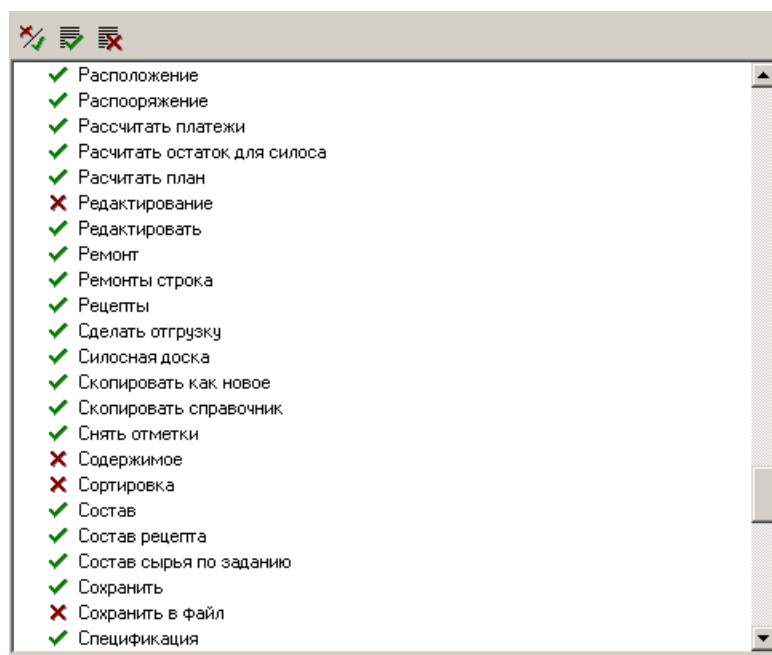 Расположение
Распооряжение
Рассчитать платежи
Расчитать остаток для силоса
Расчитать план
Редактирование
Редактировать
Ремонт
Ремонты строка
Рецепты
Сделать отгрузку
Силосная доска
Скопировать как новое
Скопировать справочник
Снять отметки
Содержимое
Сортировка
Состав
Состав рецепта
Состав сырья по заданию
Сохранить
Сохранить в файл
Спецификация